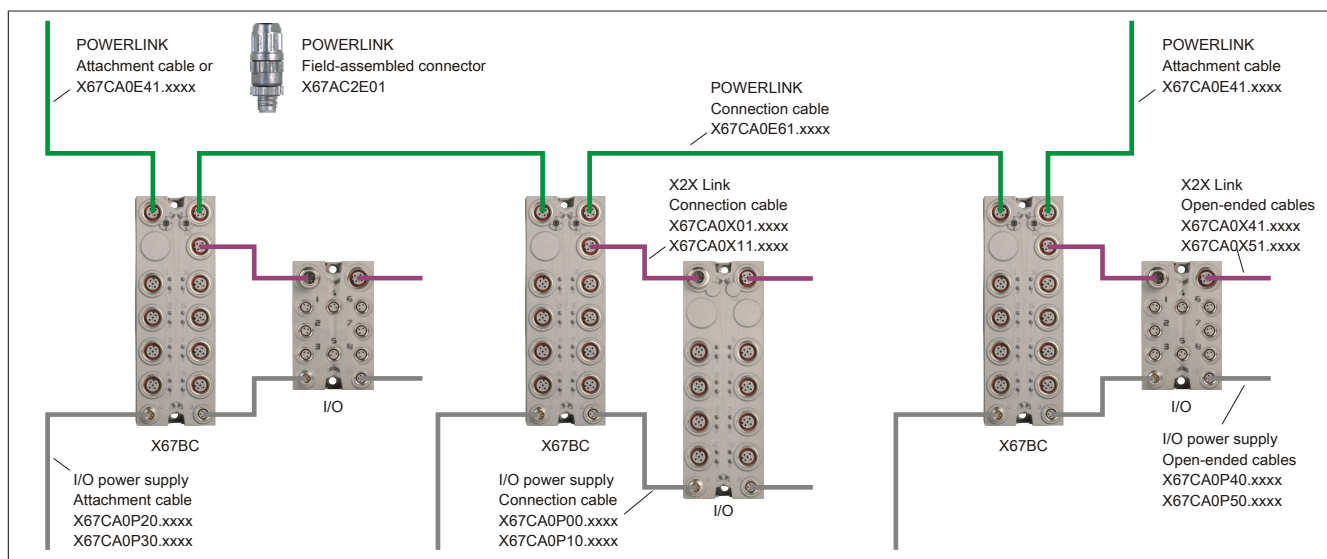 POWERLINK
Attachment cable or
X67CA0E41.xxxx
POWERLINK
Field-assembled connector
X67AC2E01
POWERLINK
Connection cable
X67CA0E61.xxxx
POWERLINK
Attachment cable
X67CA0E41.xxxx
X2X Link
Connection cable
X67CA0X01.xxxx
X67CA0X11.xxxx
X2X Link
Open-ended cables
X67CA0X41.xxxx
X67CA0X51.xxxx
I/O
X67BC
X67BC
I/O
I/O
X67BC
I/O power supply
Attachment cable
X67CA0P20.xxxx
X67CA0P30.xxxx
I/O power supply
Connection cable
X67CA0P00.xxxx
X67CA0P10.xxxx
I/O power supply
Open-ended cables
X67CA0P40.xxxx
X67CA0P50.xxxx